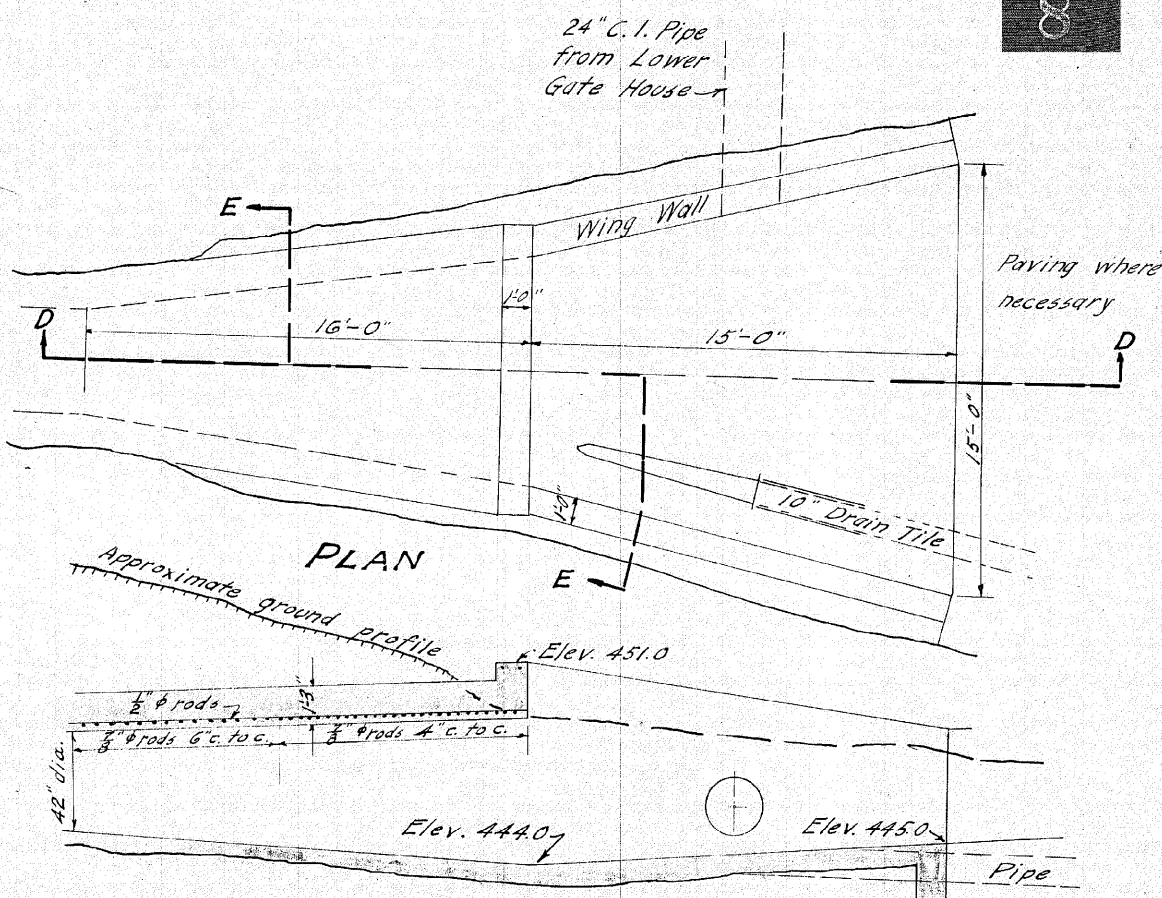 24" C.I. Pipe
from Lower
Gate House
E
Wing Wall
Paving where
necessary
1'-0"
D
16'-0"
15'-0"
D
15'-0"
1'-0"
10" Drain Tile
PLAN
E
Approximate ground profile
Elev. 451.0
1'-3"
1/2" φ rods
7/8" φ rods 6" c. to c.
7/8" φ rods 4" c. to c.
42" dia.
Elev. 444.0
Elev. 445.0
Pipe